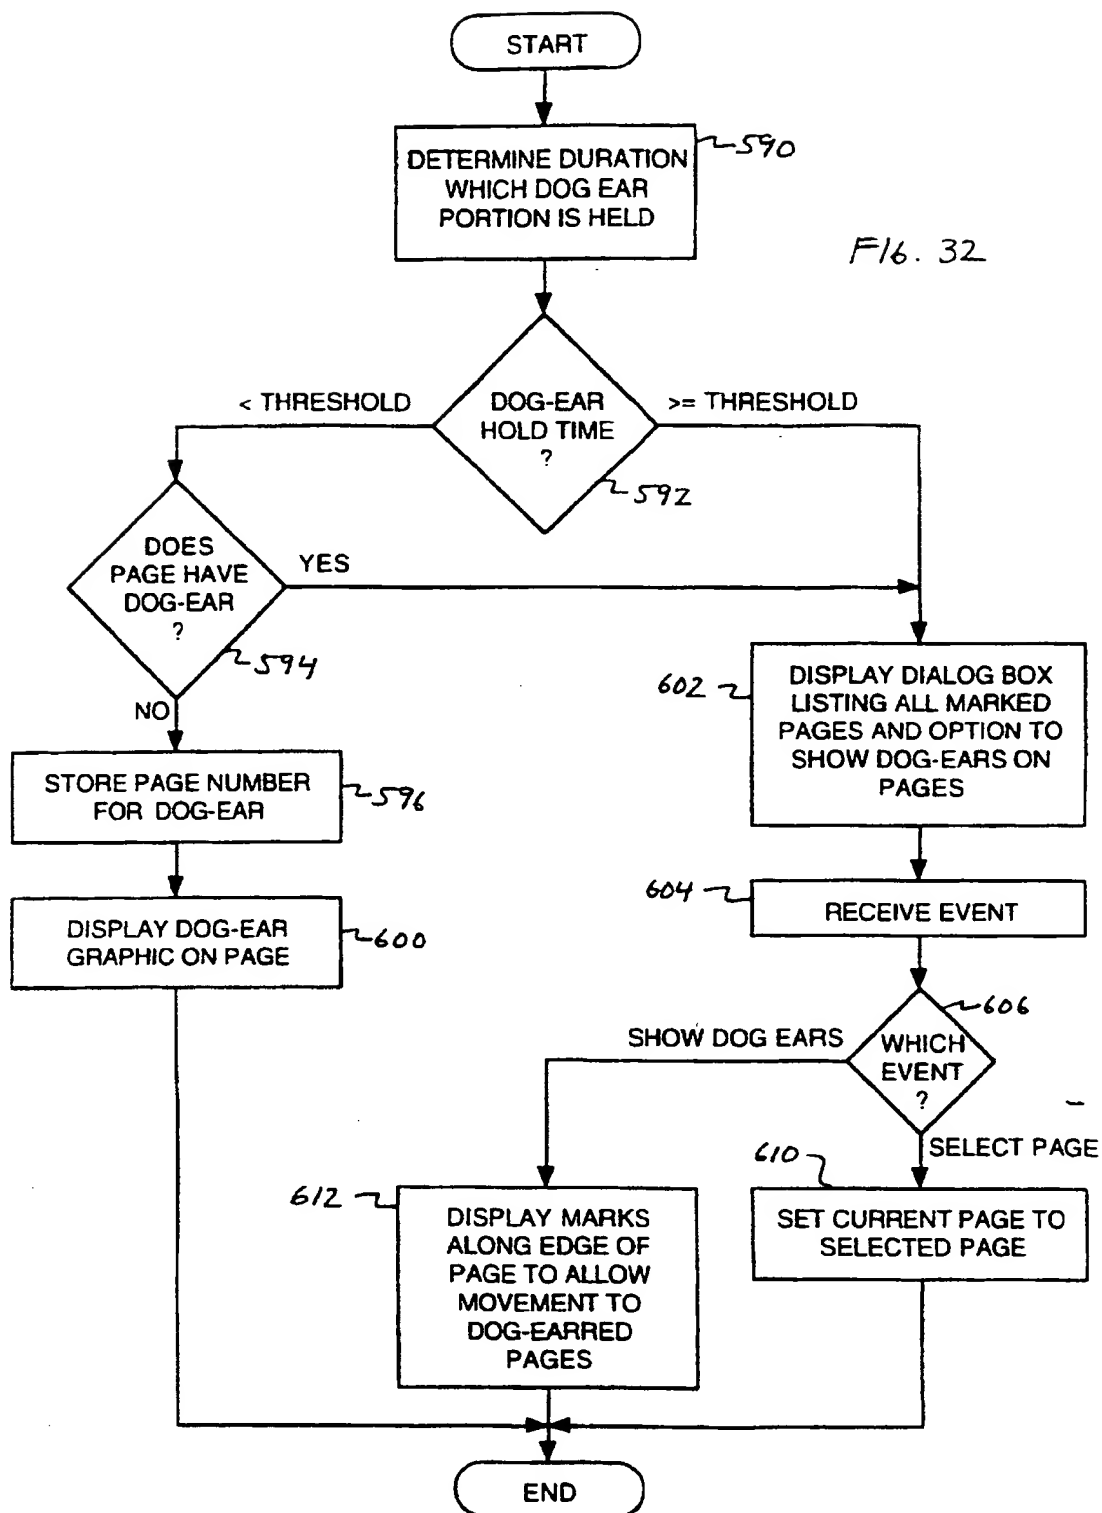 START
DETERMINE DURATION
WHICH DOG EAR
PORTION IS HELD
590
FIG. 32
< THRESHOLD
DOG-EAR
HOLD TIME
?
>= THRESHOLD
592
DOES
PAGE HAVE
DOG-EAR
?
YES
594
NO
STORE PAGE NUMBER
FOR DOG-EAR
596
DISPLAY DOG-EAR
GRAPHIC ON PAGE
600
602
DISPLAY DIALOG BOX
LISTING ALL MARKED
PAGES AND OPTION TO
SHOW DOG-EARS ON
PAGES
604
RECEIVE EVENT
606
SHOW DOG EARS
WHICH
EVENT
?
SELECT PAGE
610
SET CURRENT PAGE TO
SELECTED PAGE
612
DISPLAY MARKS
ALONG EDGE OF
PAGE TO ALLOW
MOVEMENT TO
DOG-EARRED
PAGES
END